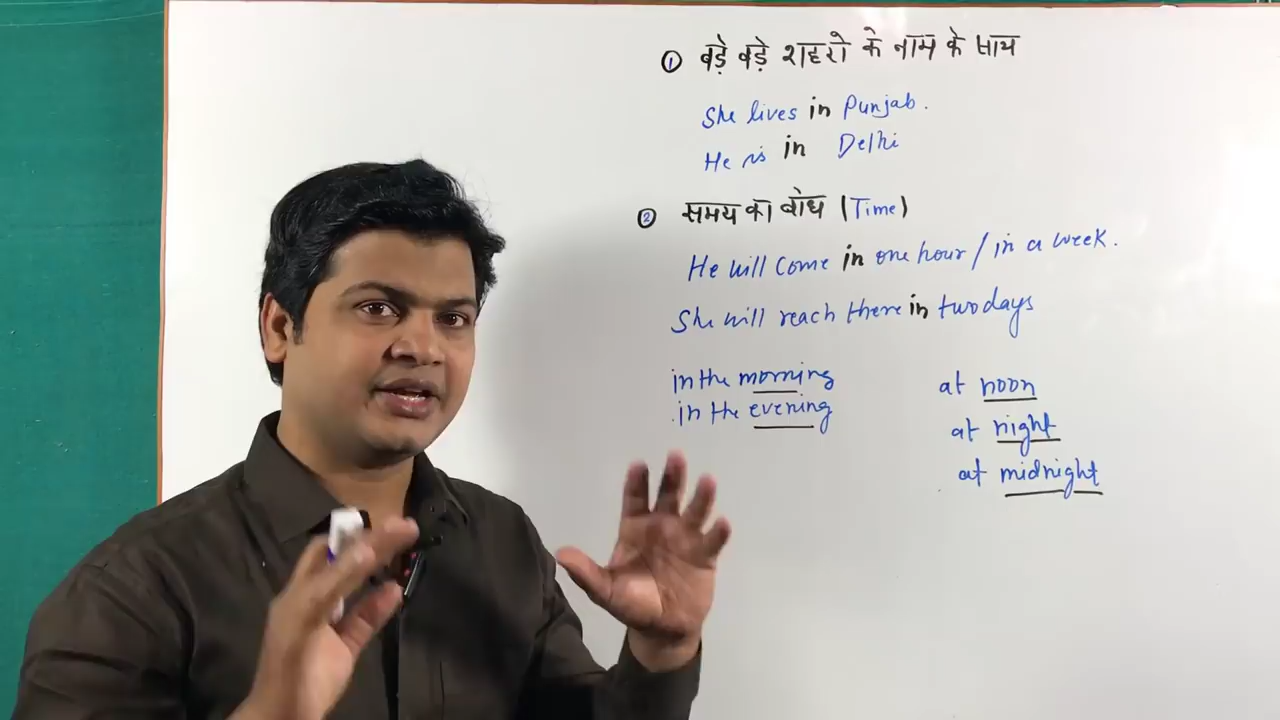 ① बड़े बड़े शहरो के नाम के साथ
She lives in Punjab.
He is in Delhi
② समय का बोध (Time)
He will come in one hour / in a week.
She will reach there in two days
in the morning
in the evening
at noon
at night
at midnight